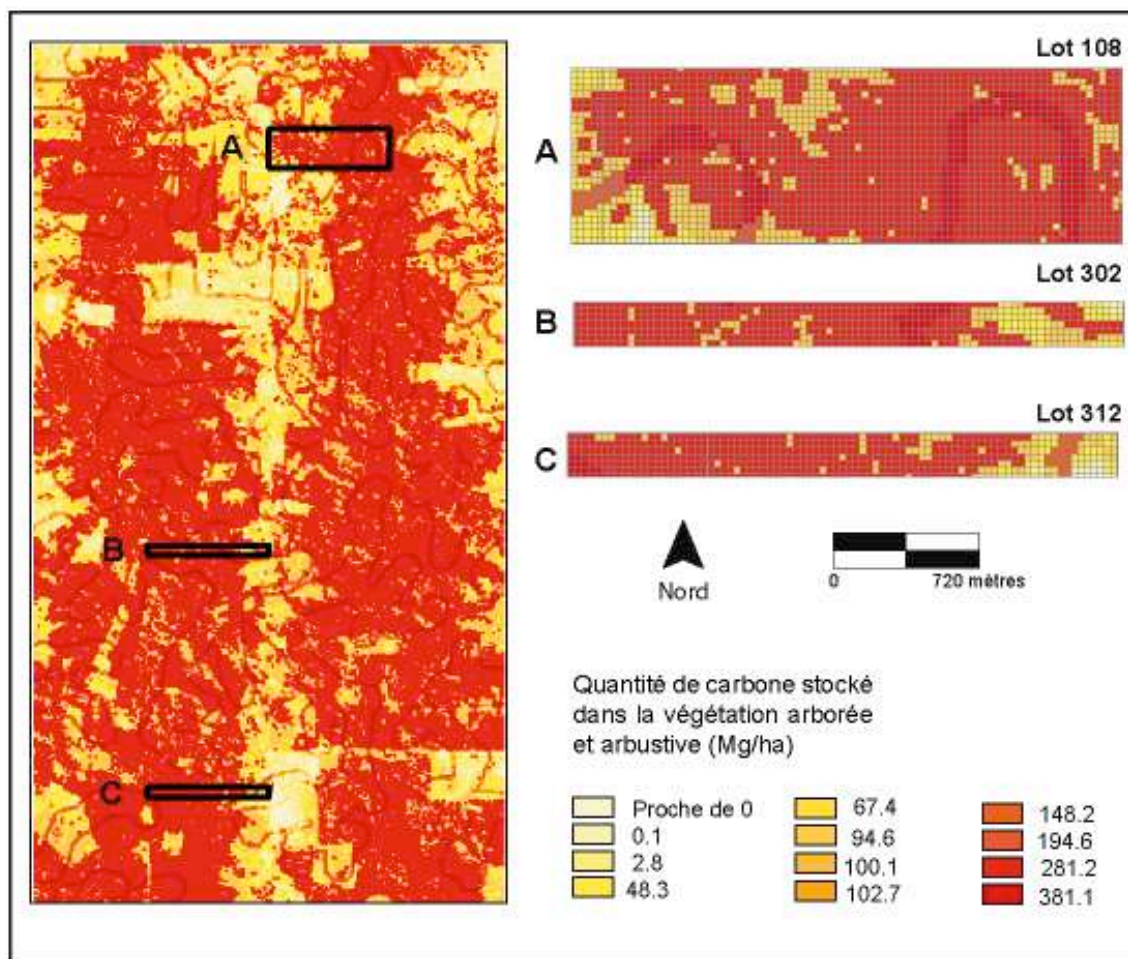 Lot 108
A
A
Lot 302
B
Lot 312
C
B
Nord
0 720 mètres
Quantité de carbone stocké
dans la végétation arborée
et arbustive (Mg/ha)
C
Proche de 0
0.1
2.8
48.3
67.4
94.6
100.1
102.7
148.2
194.6
281.2
381.1